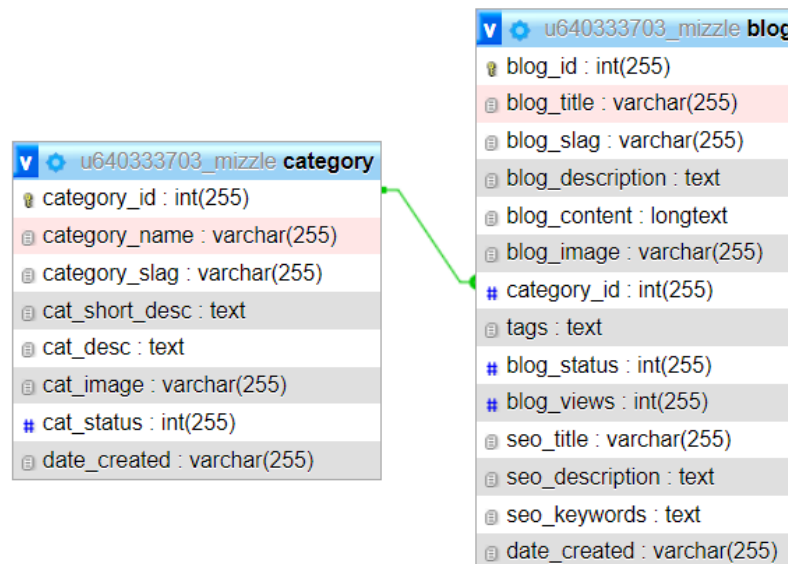 v u640333703_mizzle category
category_id : int(255)
category_name : varchar(255)
category_slag : varchar(255)
cat_short_desc : text
cat_desc : text
cat_image : varchar(255)
# cat_status : int(255)
date_created : varchar(255)
v u640333703_mizzle blog
blog_id : int(255)
blog_title : varchar(255)
blog_slag : varchar(255)
blog_description : text
blog_content : longtext
blog_image : varchar(255)
# category_id : int(255)
tags : text
# blog_status : int(255)
# blog_views : int(255)
seo_title : varchar(255)
seo_description : text
seo_keywords : text
date_created : varchar(255)